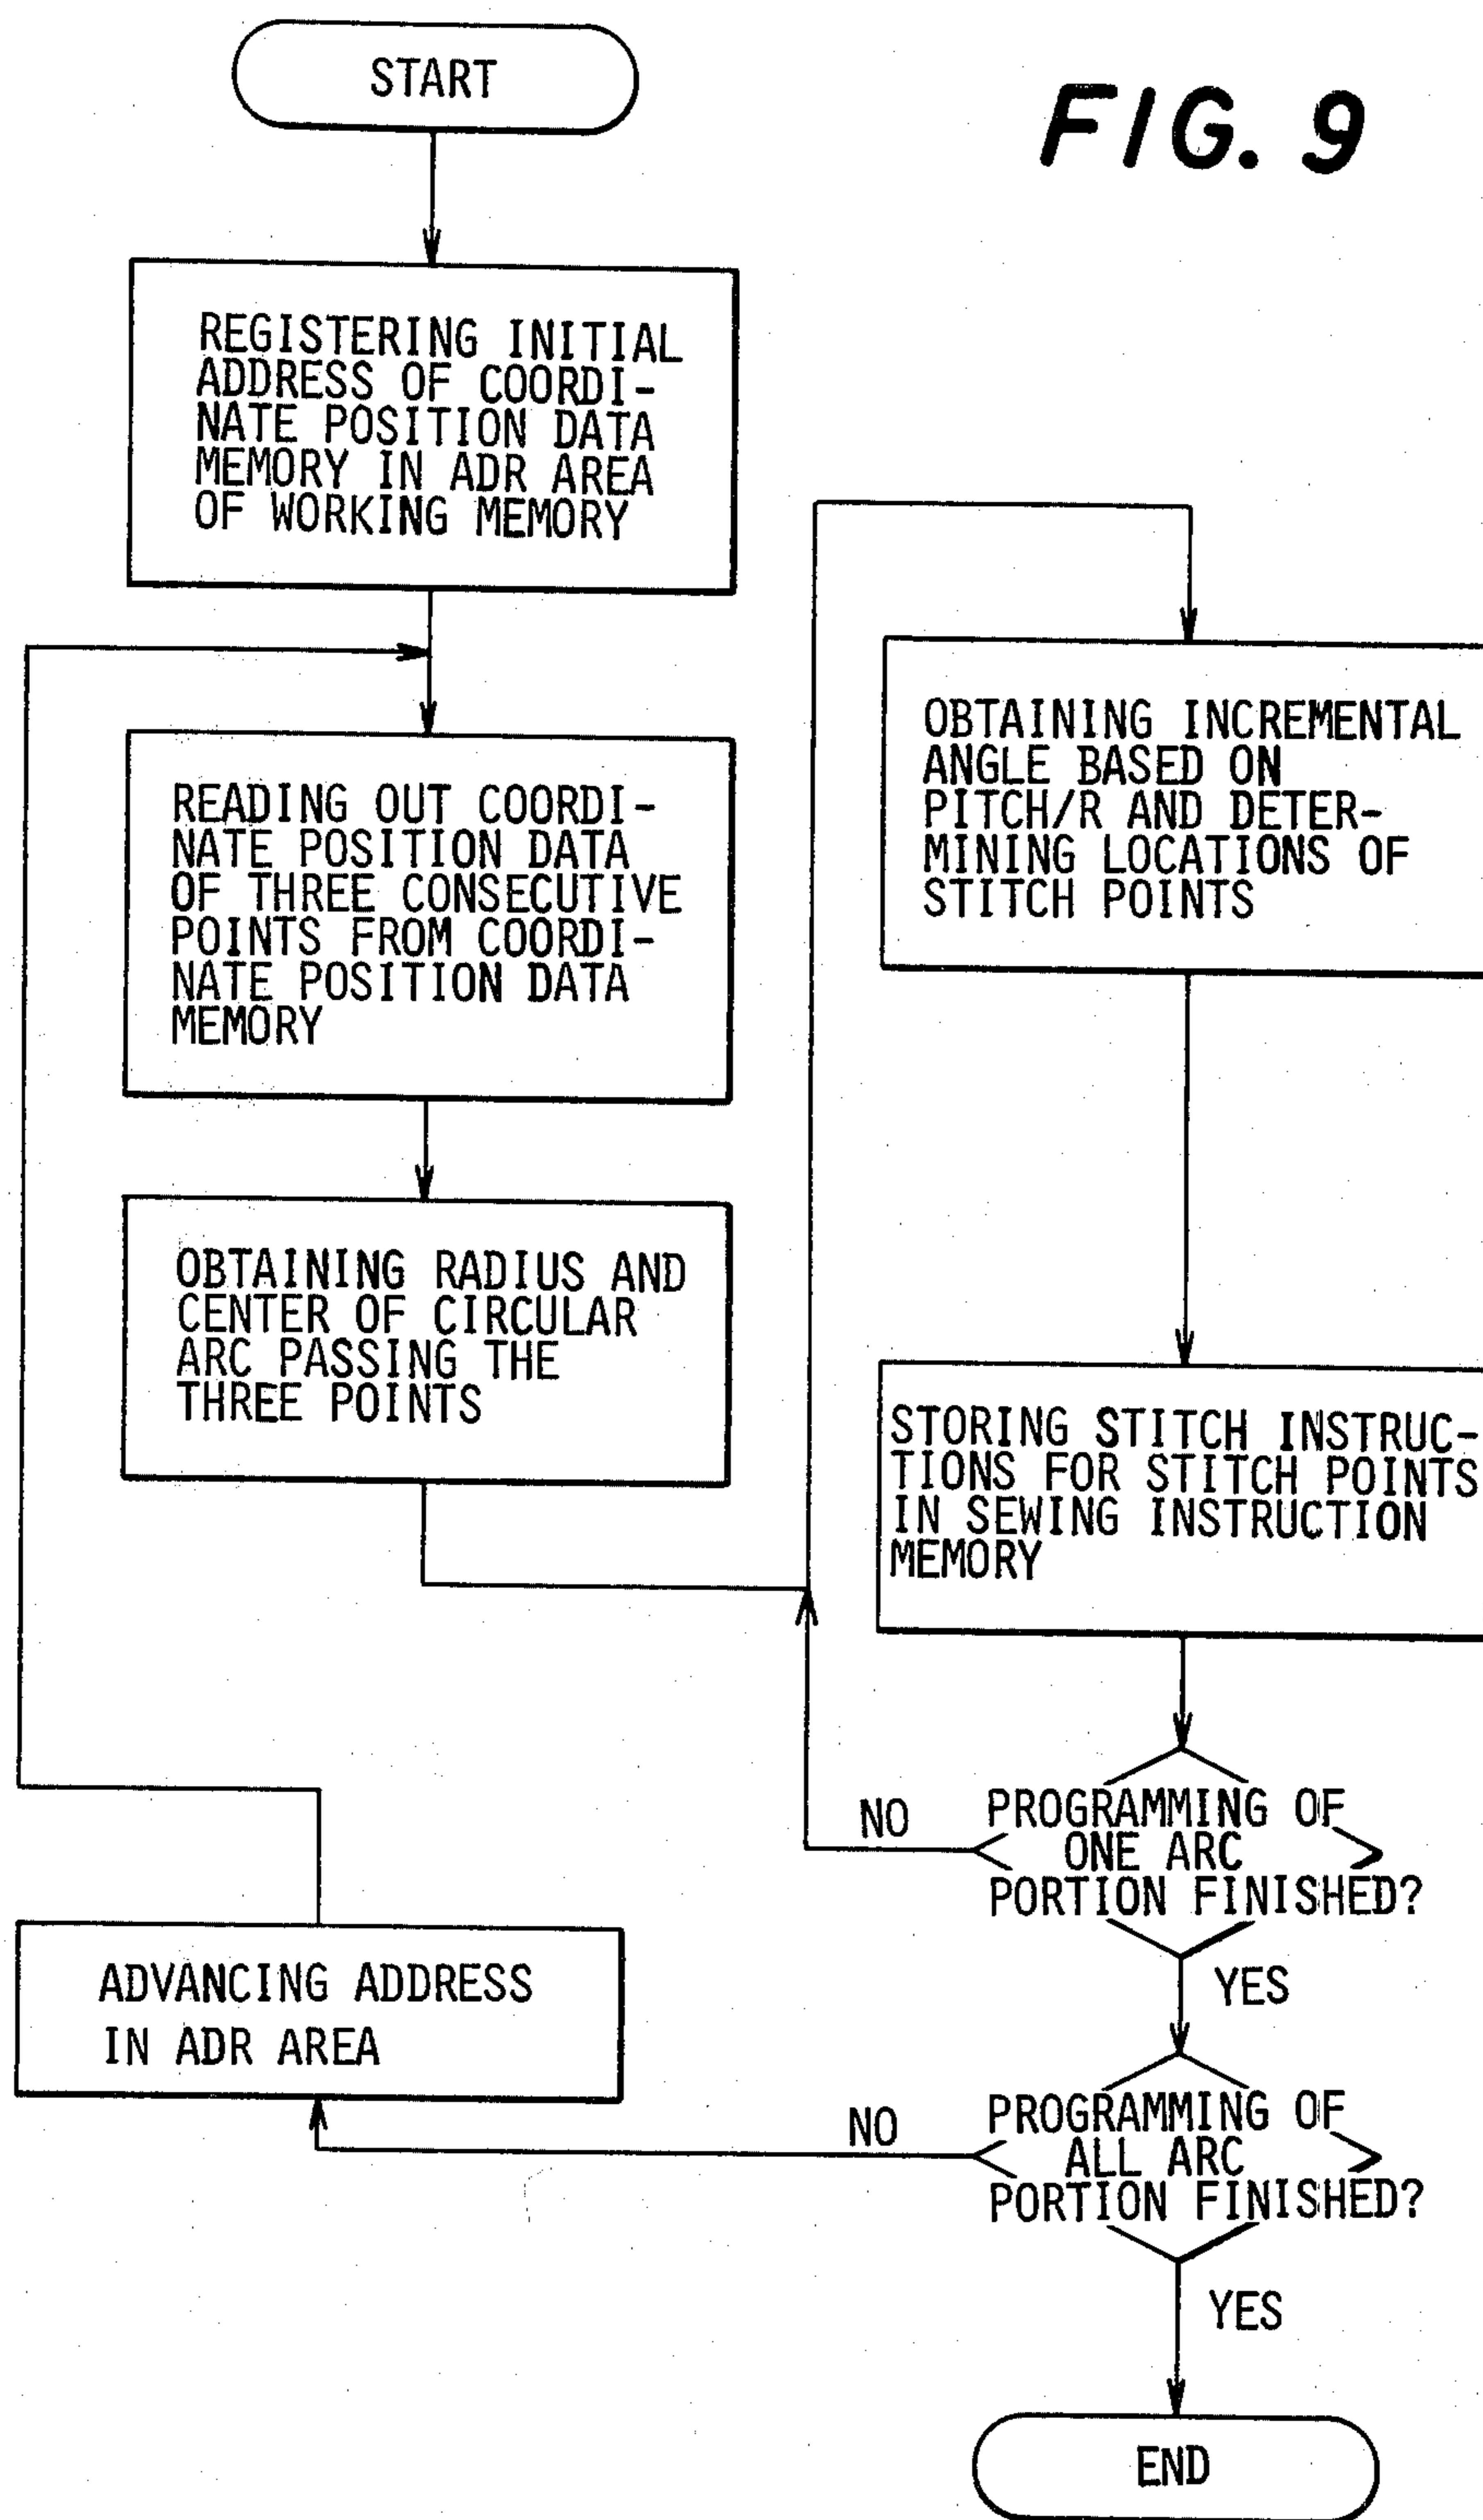 FIG. 9
START
REGISTERING INITIAL
ADDRESS OF COORDI-
NATE POSITION DATA
MEMORY IN ADR AREA
OF WORKING MEMORY
READING OUT COORDI-
NATE POSITION DATA
OF THREE CONSECUTIVE
POINTS FROM COORDI-
NATE POSITION DATA
MEMORY
OBTAINING RADIUS AND
CENTER OF CIRCULAR
ARC PASSING THE
THREE POINTS
OBTAINING INCREMENTAL
ANGLE BASED ON
PITCH/R AND DETER-
MINING LOCATIONS OF
STITCH POINTS
STORING STITCH INSTRUC-
TIONS FOR STITCH POINTS
IN SEWING INSTRUCTION
MEMORY
PROGRAMMING OF
ONE ARC
PORTION FINISHED?
NO
YES
PROGRAMMING OF
ALL ARC
PORTION FINISHED?
NO
YES
ADVANCING ADDRESS
IN ADR AREA
END